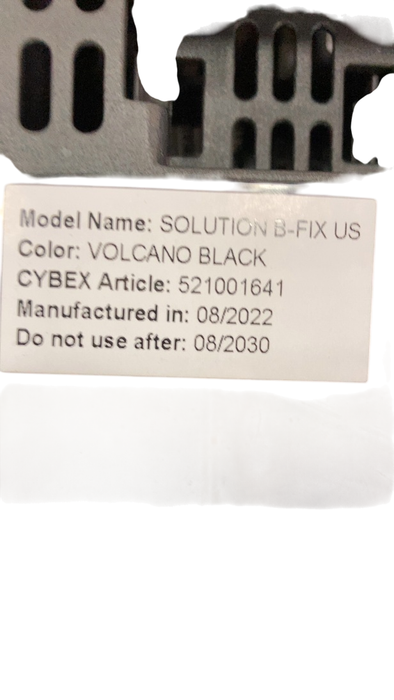 Model Name: SOLUTION B-FIX US
Color: VOLCANO BLACK
CYBEX Article: 521001641
Manufactured in: 08/2022
Do not use after: 08/2030